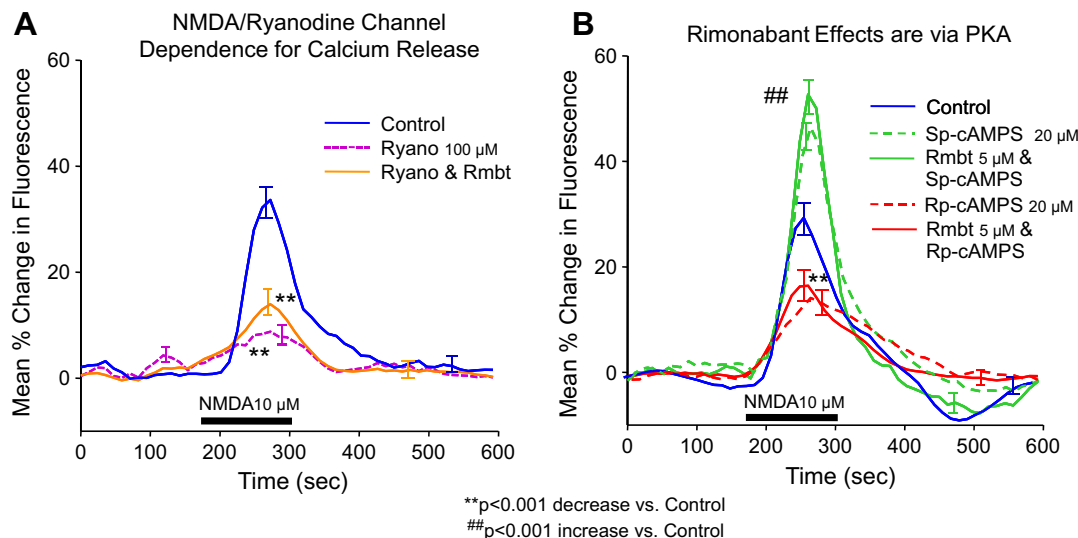 A
NMDA/Ryanodine Channel
Dependence for Calcium Release
Mean % Change in Fluorescence
60
40
20
0
Control
Ryano 100 µM
Ryano & Rmbt
**
**
NMDA10 µM
0 100 200 300 400 500 600
Time (sec)
B
Rimonabant Effects are via PKA
Mean % Change in Fluorescence
60
40
20
0
##
Control
Sp-cAMPS 20 µM
Rmbt 5 µM &
Sp-cAMPS
Rp-cAMPS 20 µM
Rmbt 5 µM &
Rp-cAMPS
**
NMDA10 µM
0 100 200 300 400 500 600
Time (sec)
**p<0.001 decrease vs. Control
##p<0.001 increase vs. Control